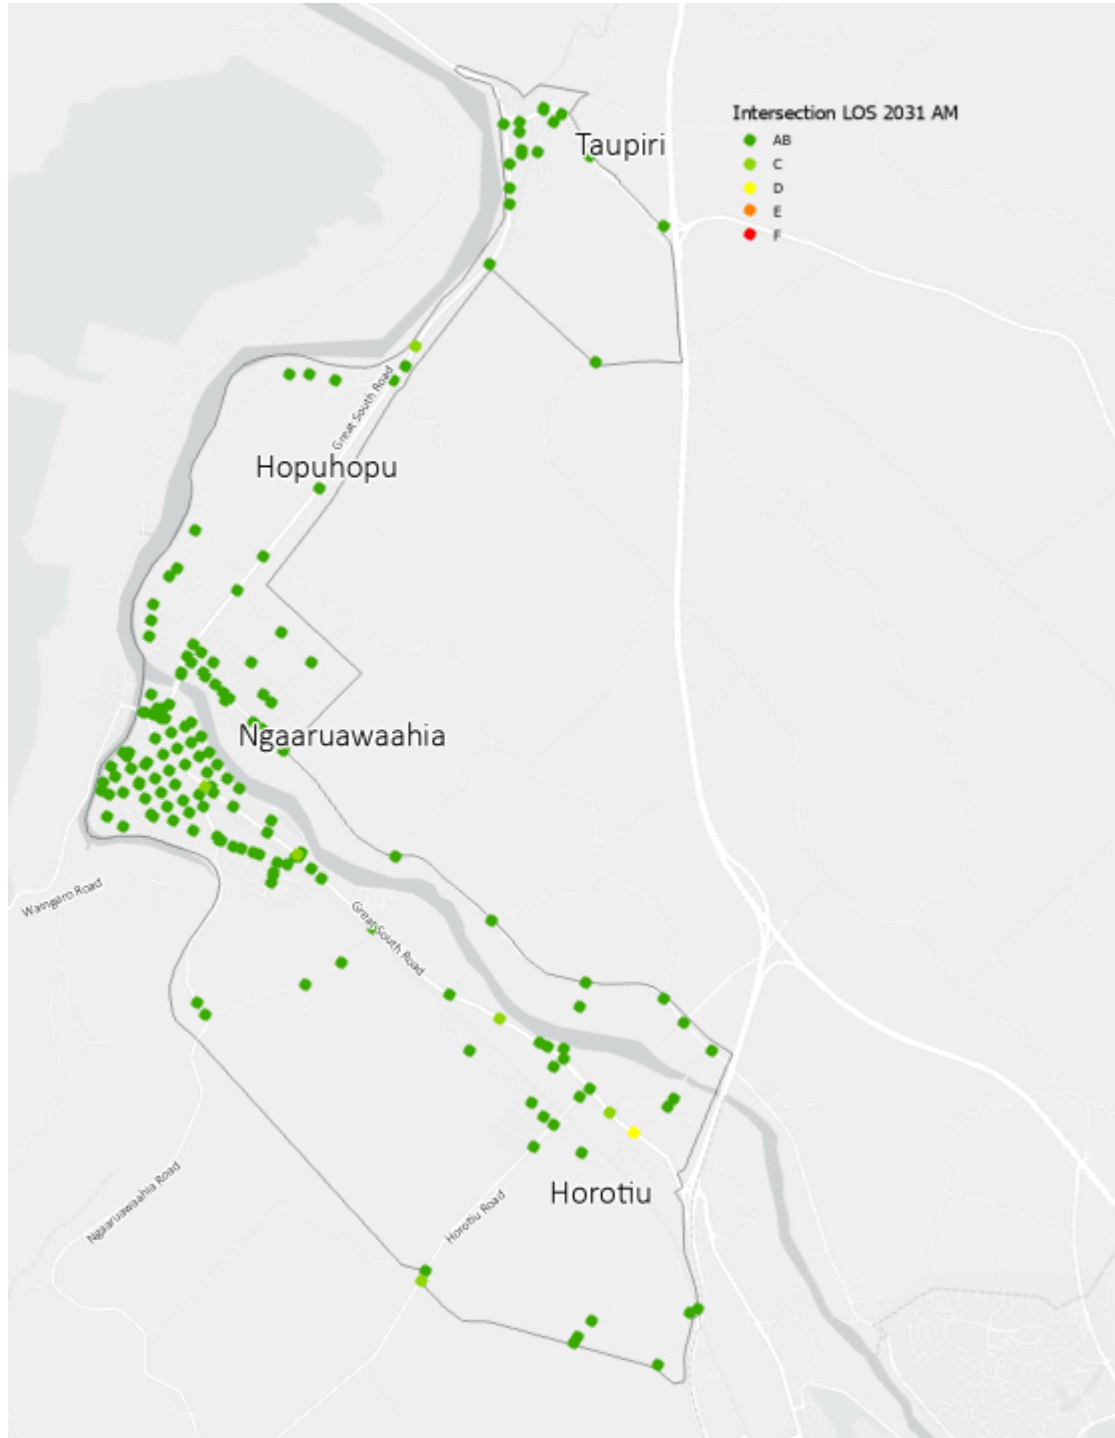 Intersection LOS 2031 AM
AB
C
D
E
F
Taupiri
Great South Road
Hopuhopu
Ngaaruawaahia
Waingaro Road
Great South Road
Ngaaruawaahia Road
Horotiu Road
Horotiu